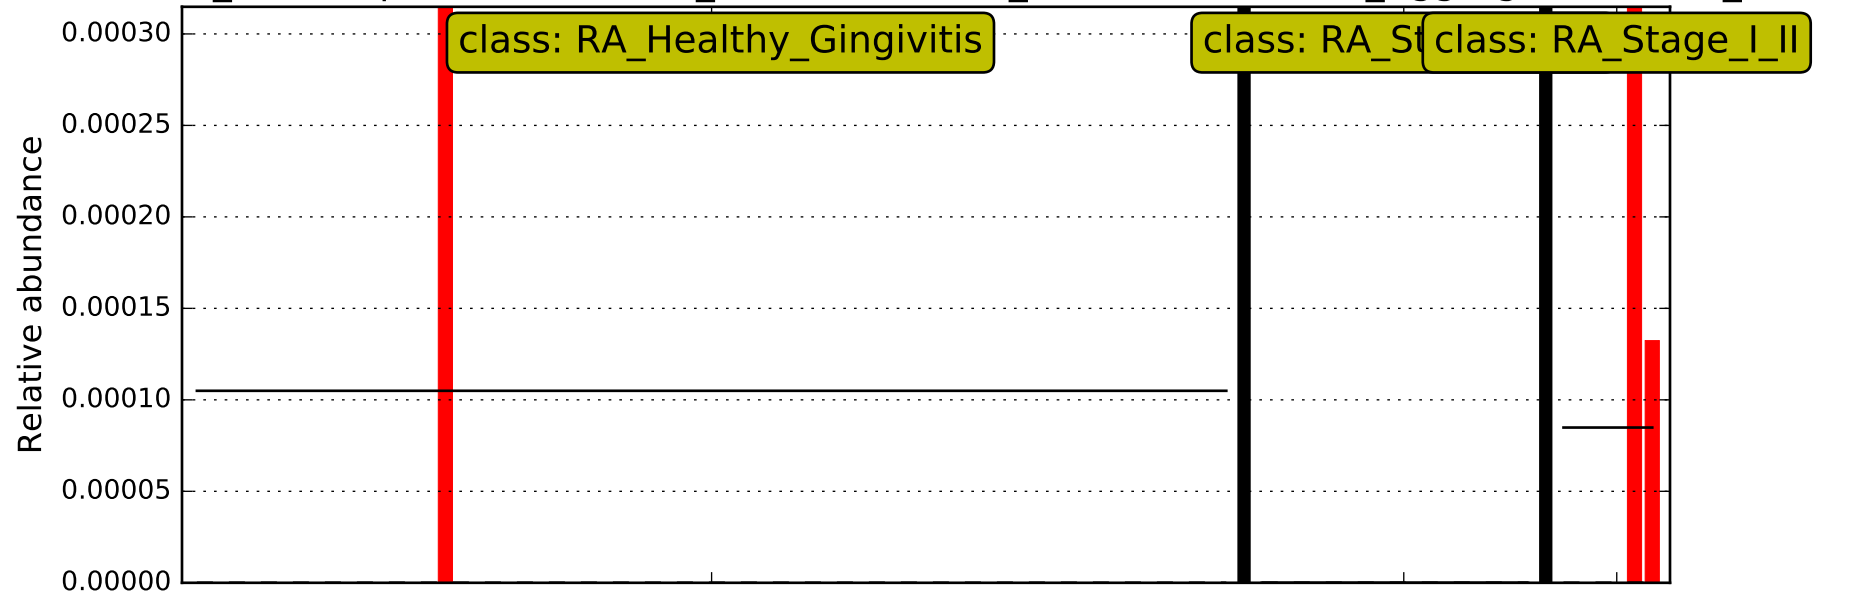 0.00030
class: RA_Healthy_Gingivitis
class: RA_St
class: RA_Stage_I_II
0.00025
0.00020
0.00015
0.00010
0.00005
0.00000
Relative abundance